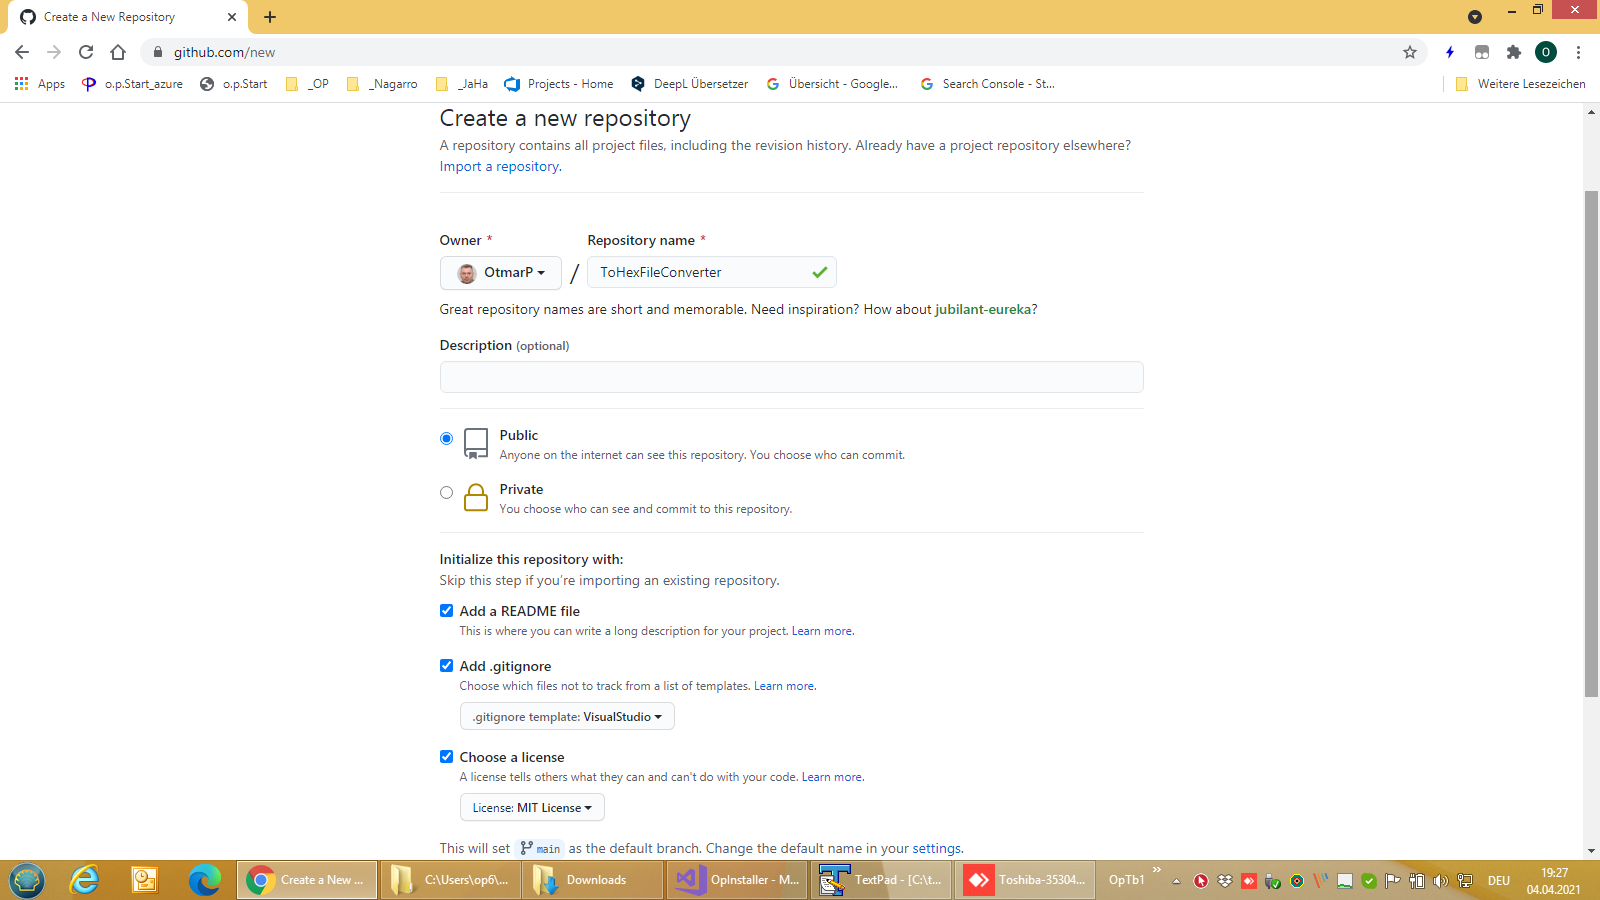 Create a New Repository
github.com/new
O
Apps
o.p.Start_azure
o.p.Start
_OP
_Nagarro
_JaHa
Projects - Home
DeepL Übersetzer
Übersicht - Google...
Search Console - St...
Weitere Lesezeichen
Create a new repository
A repository contains all project files, including the revision history. Already have a project repository elsewhere?
Import a repository.
Owner * Repository name *
OtmarP / ToHexFileConverter
Great repository names are short and memorable. Need inspiration? How about jubilant-eureka?
Description (optional)
Public
Anyone on the internet can see this repository. You choose who can commit.
Private
You choose who can see and commit to this repository.
Initialize this repository with:
Skip this step if you're importing an existing repository.
Add a README file
This is where you can write a long description for your project. Learn more.
Add .gitignore
Choose which files not to track from a list of templates. Learn more.
.gitignore template: VisualStudio
Choose a license
A license tells others what they can and can't do with your code. Learn more.
License: MIT License
This will set main as the default branch. Change the default name in your settings.
Create a New ...
C:\Users\op6\...
Downloads
OpInstaller - M...
TextPad - [C:\t...
Toshiba-35304...
OpTb1
DEU
19:27
04.04.2021